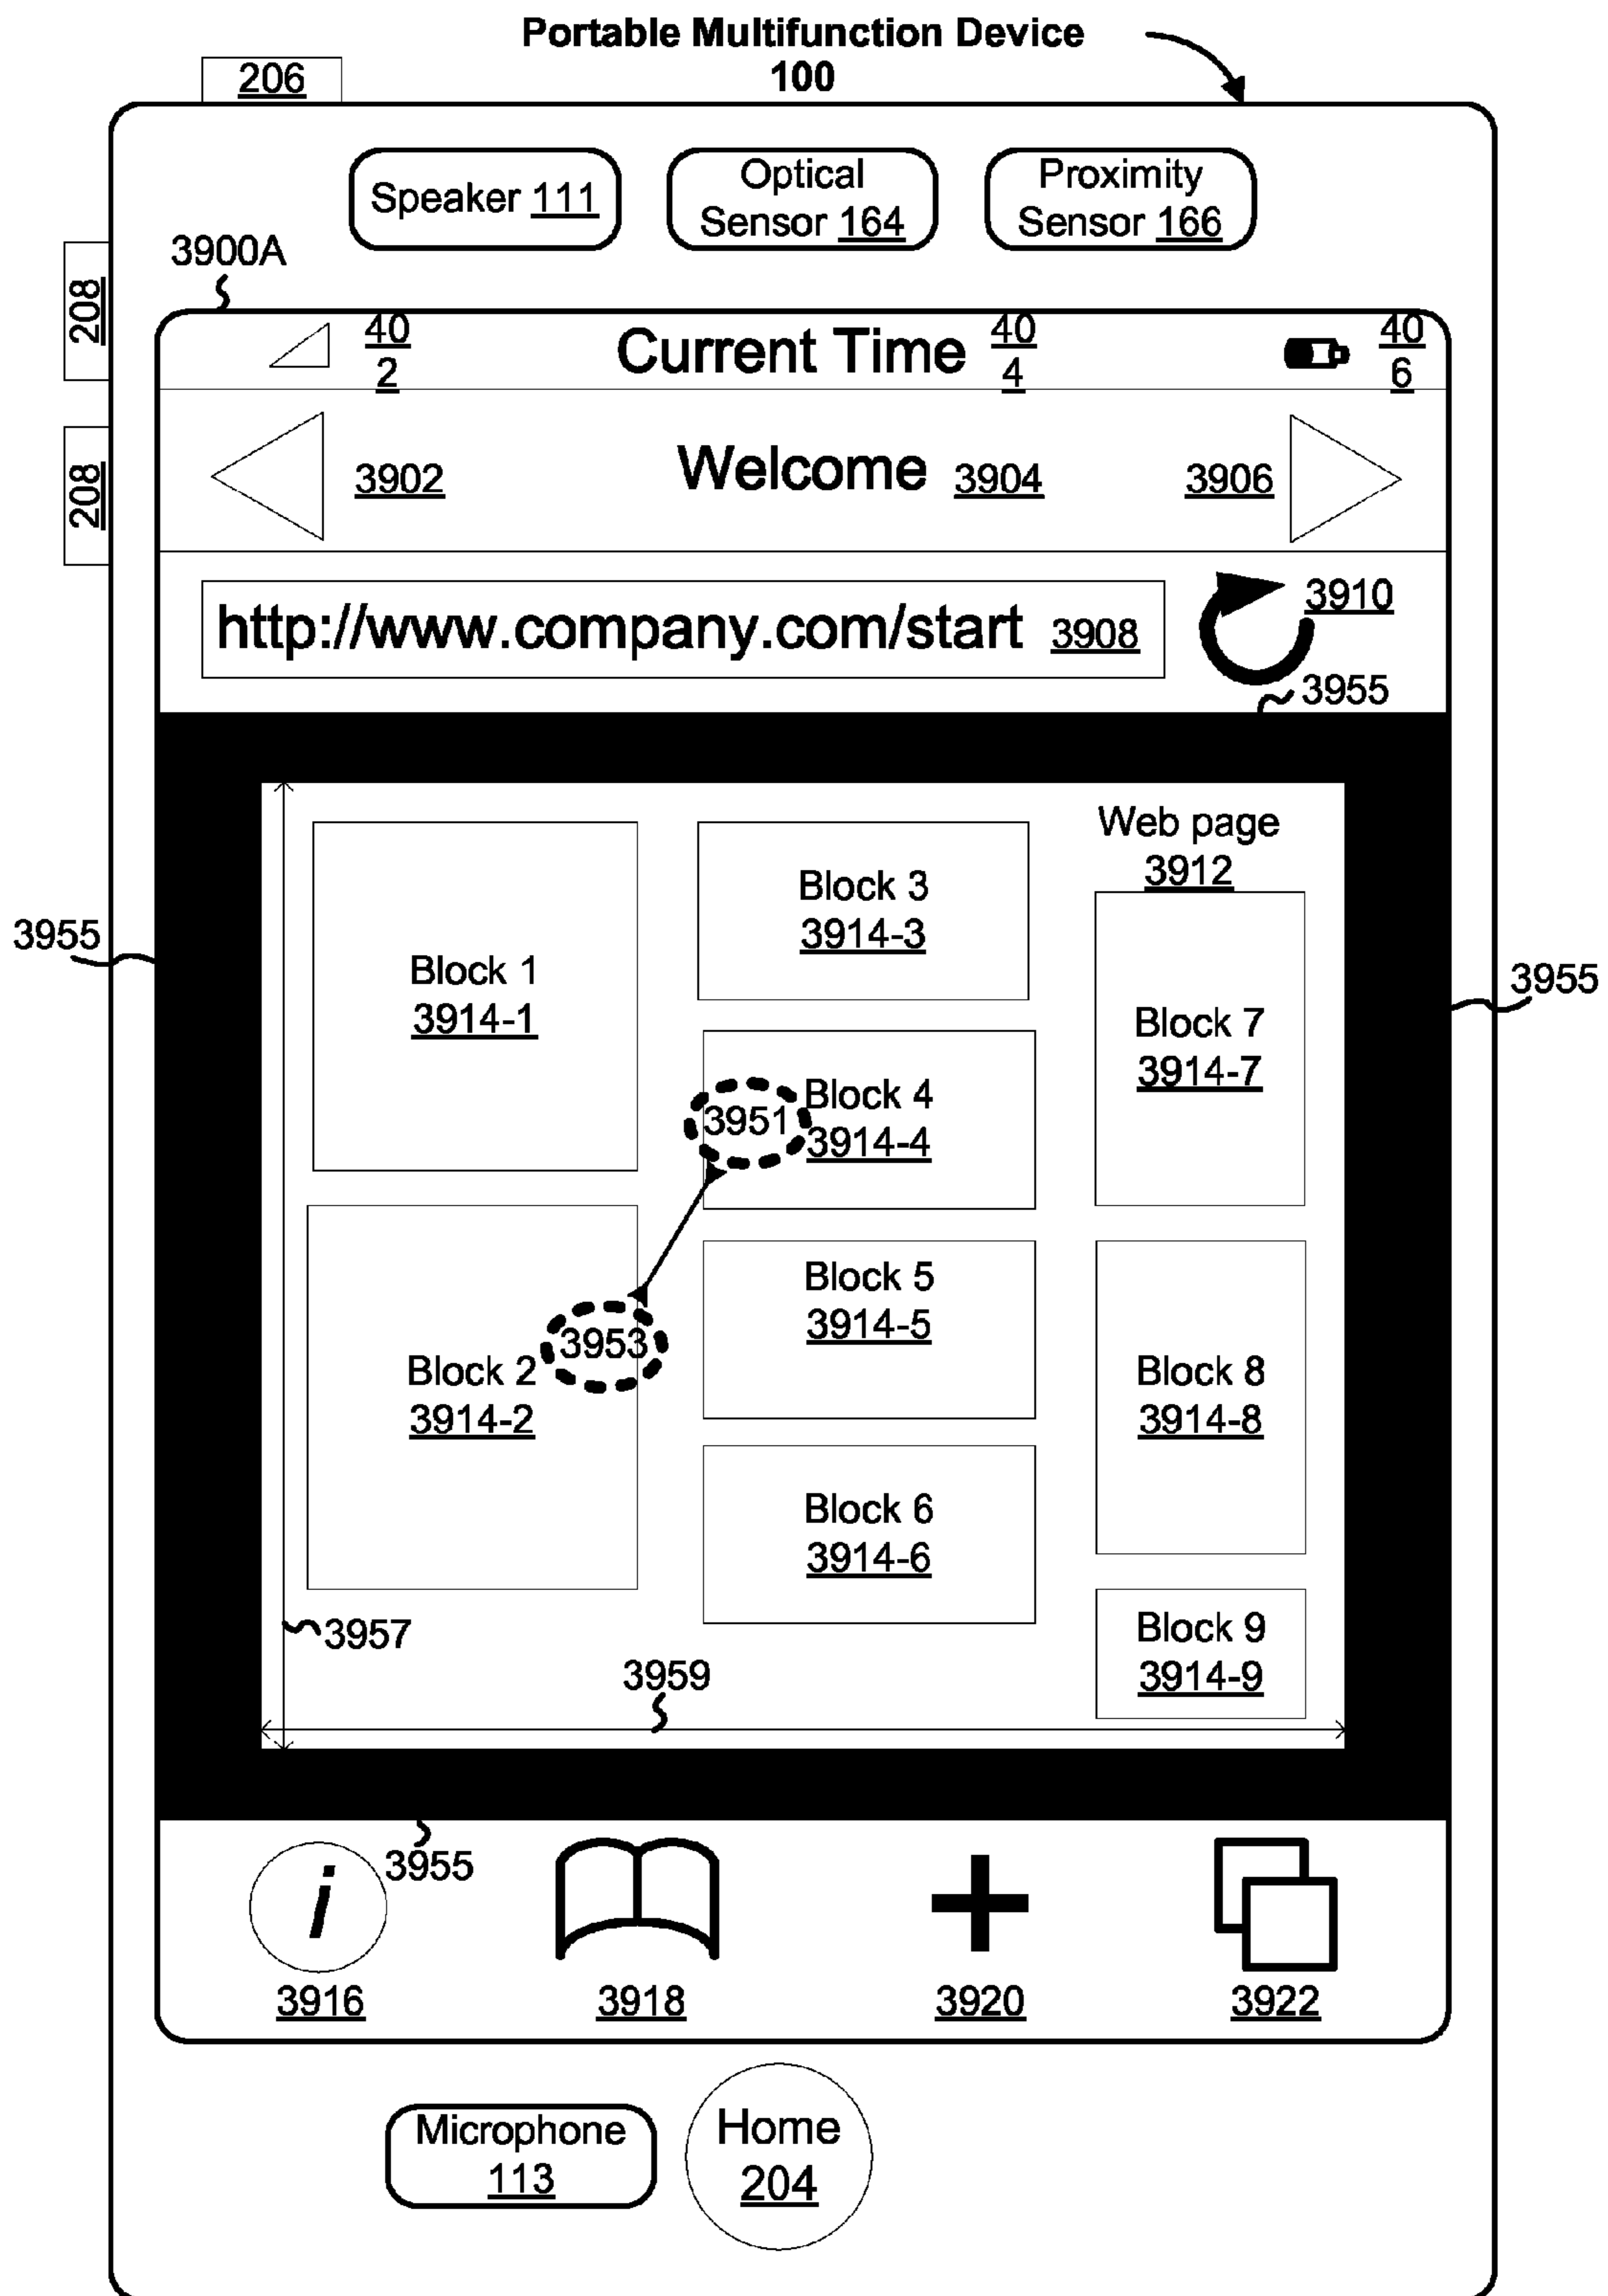 Portable Multifunction Device
100
206
Speaker 111
Optical
Sensor 164
Proximity
Sensor 166
3900A
208
208
40
2
Current Time
40
4
40
6
3902
Welcome 3904
3906
http://www.company.com/start 3908
3910
3955
Web page
3912
Block 1
3914-1
Block 3
3914-3
3955
3955
Block 7
3914-7
3951
Block 4
3914-4
Block 5
3914-5
3953
Block 2
3914-2
Block 8
3914-8
Block 6
3914-6
3957
Block 9
3914-9
3959
3955
i
3916
3918
3920
3922
Microphone
113
Home
204